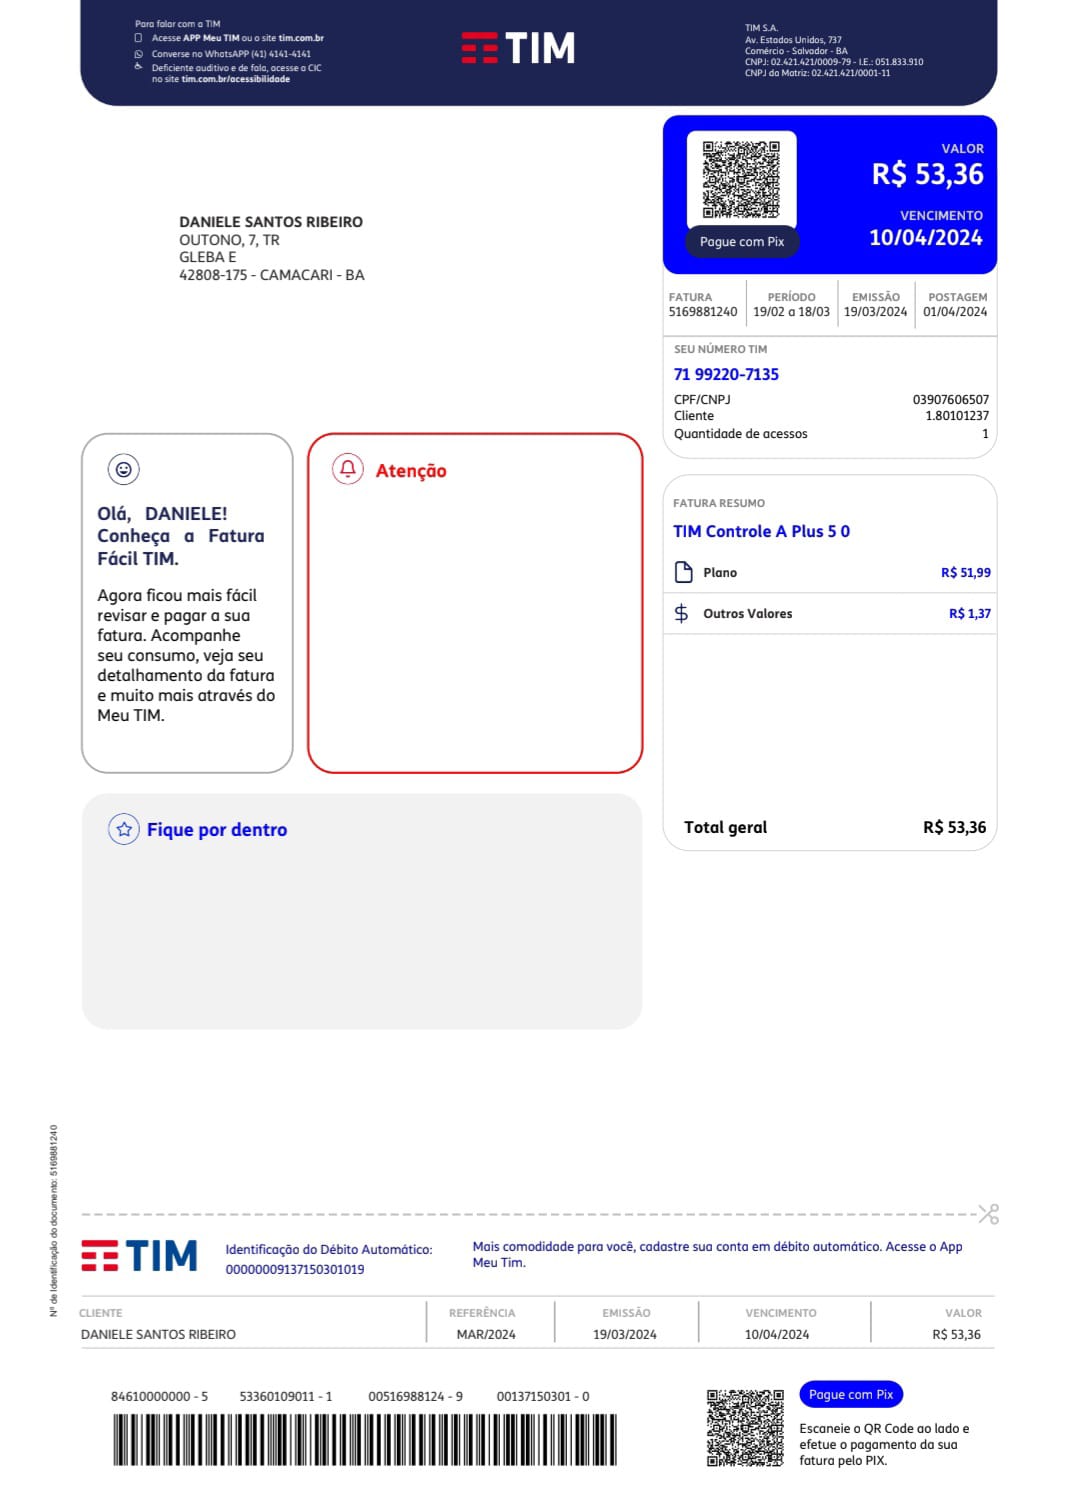 Para falar com a TIM
Acesse APP Meu TIM ou o site tim.com.br
Converse no WhatsAPP (41) 4141-4141
Deficiente auditivo e de fala, acesse a CIC
no site tim.com.br/acessibilidade
TIM
TIM S.A.
Av. Estados Unidos, 737
Comércio - Salvador - BA
CNPJ: 02.421.421/0009-79 - I.E.: 051.833.910
CNPJ da Matriz: 02.421.421/0001-11
VALOR
R$ 53,36
VENCIMENTO
10/04/2024
Pague com Pix
DANIELE SANTOS RIBEIRO
OUTONO, 7, TR
GLEBA E
42808-175 - CAMACARI - BA
FATURA PERÍODO EMISSÃO POSTAGEM
5169881240 19/02 a 18/03 19/03/2024 01/04/2024
SEU NÚMERO TIM
71 99220-7135
CPF/CNPJ 03907606507
Cliente 1.80101237
Quantidade de acessos 1
Olá, DANIELE!
Conheça a Fatura
Fácil TIM.
Agora ficou mais fácil
revisar e pagar a sua
fatura. Acompanhe
seu consumo, veja seu
detalhamento da fatura
e muito mais através do
Meu TIM.
Atenção
FATURA RESUMO
TIM Controle A Plus 5 0
Plano R$ 51,99
Outros Valores R$ 1,37
Total geral R$ 53,36
Fique por dentro
Nº de Identificação do documento: 5169881240
TIM
Identificação do Débito Automático:
00000009137150301019
Mais comodidade para você, cadastre sua conta em débito automático. Acesse o App
Meu Tim.
CLIENTE REFERÊNCIA EMISSÃO VENCIMENTO VALOR
DANIELE SANTOS RIBEIRO MAR/2024 19/03/2024 10/04/2024 R$ 53,36
84610000000 - 5 53360109011 - 1 00516988124 - 9 00137150301 - 0
Pague com Pix
Escaneie o QR Code ao lado e
efetue o pagamento da sua
fatura pelo PIX.